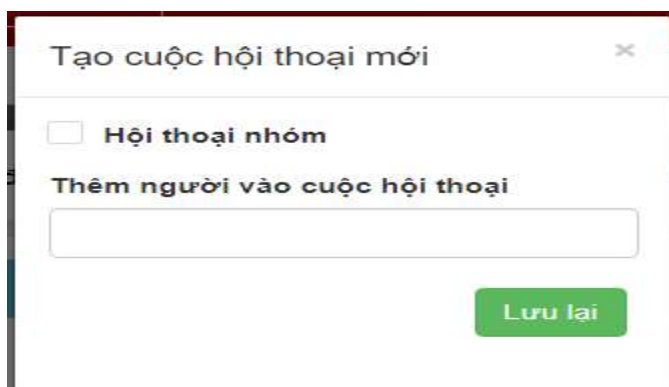 Tạo cuộc hội thoại mới ×
Hội thoại nhóm
Thêm người vào cuộc hội thoại
Lưu lại